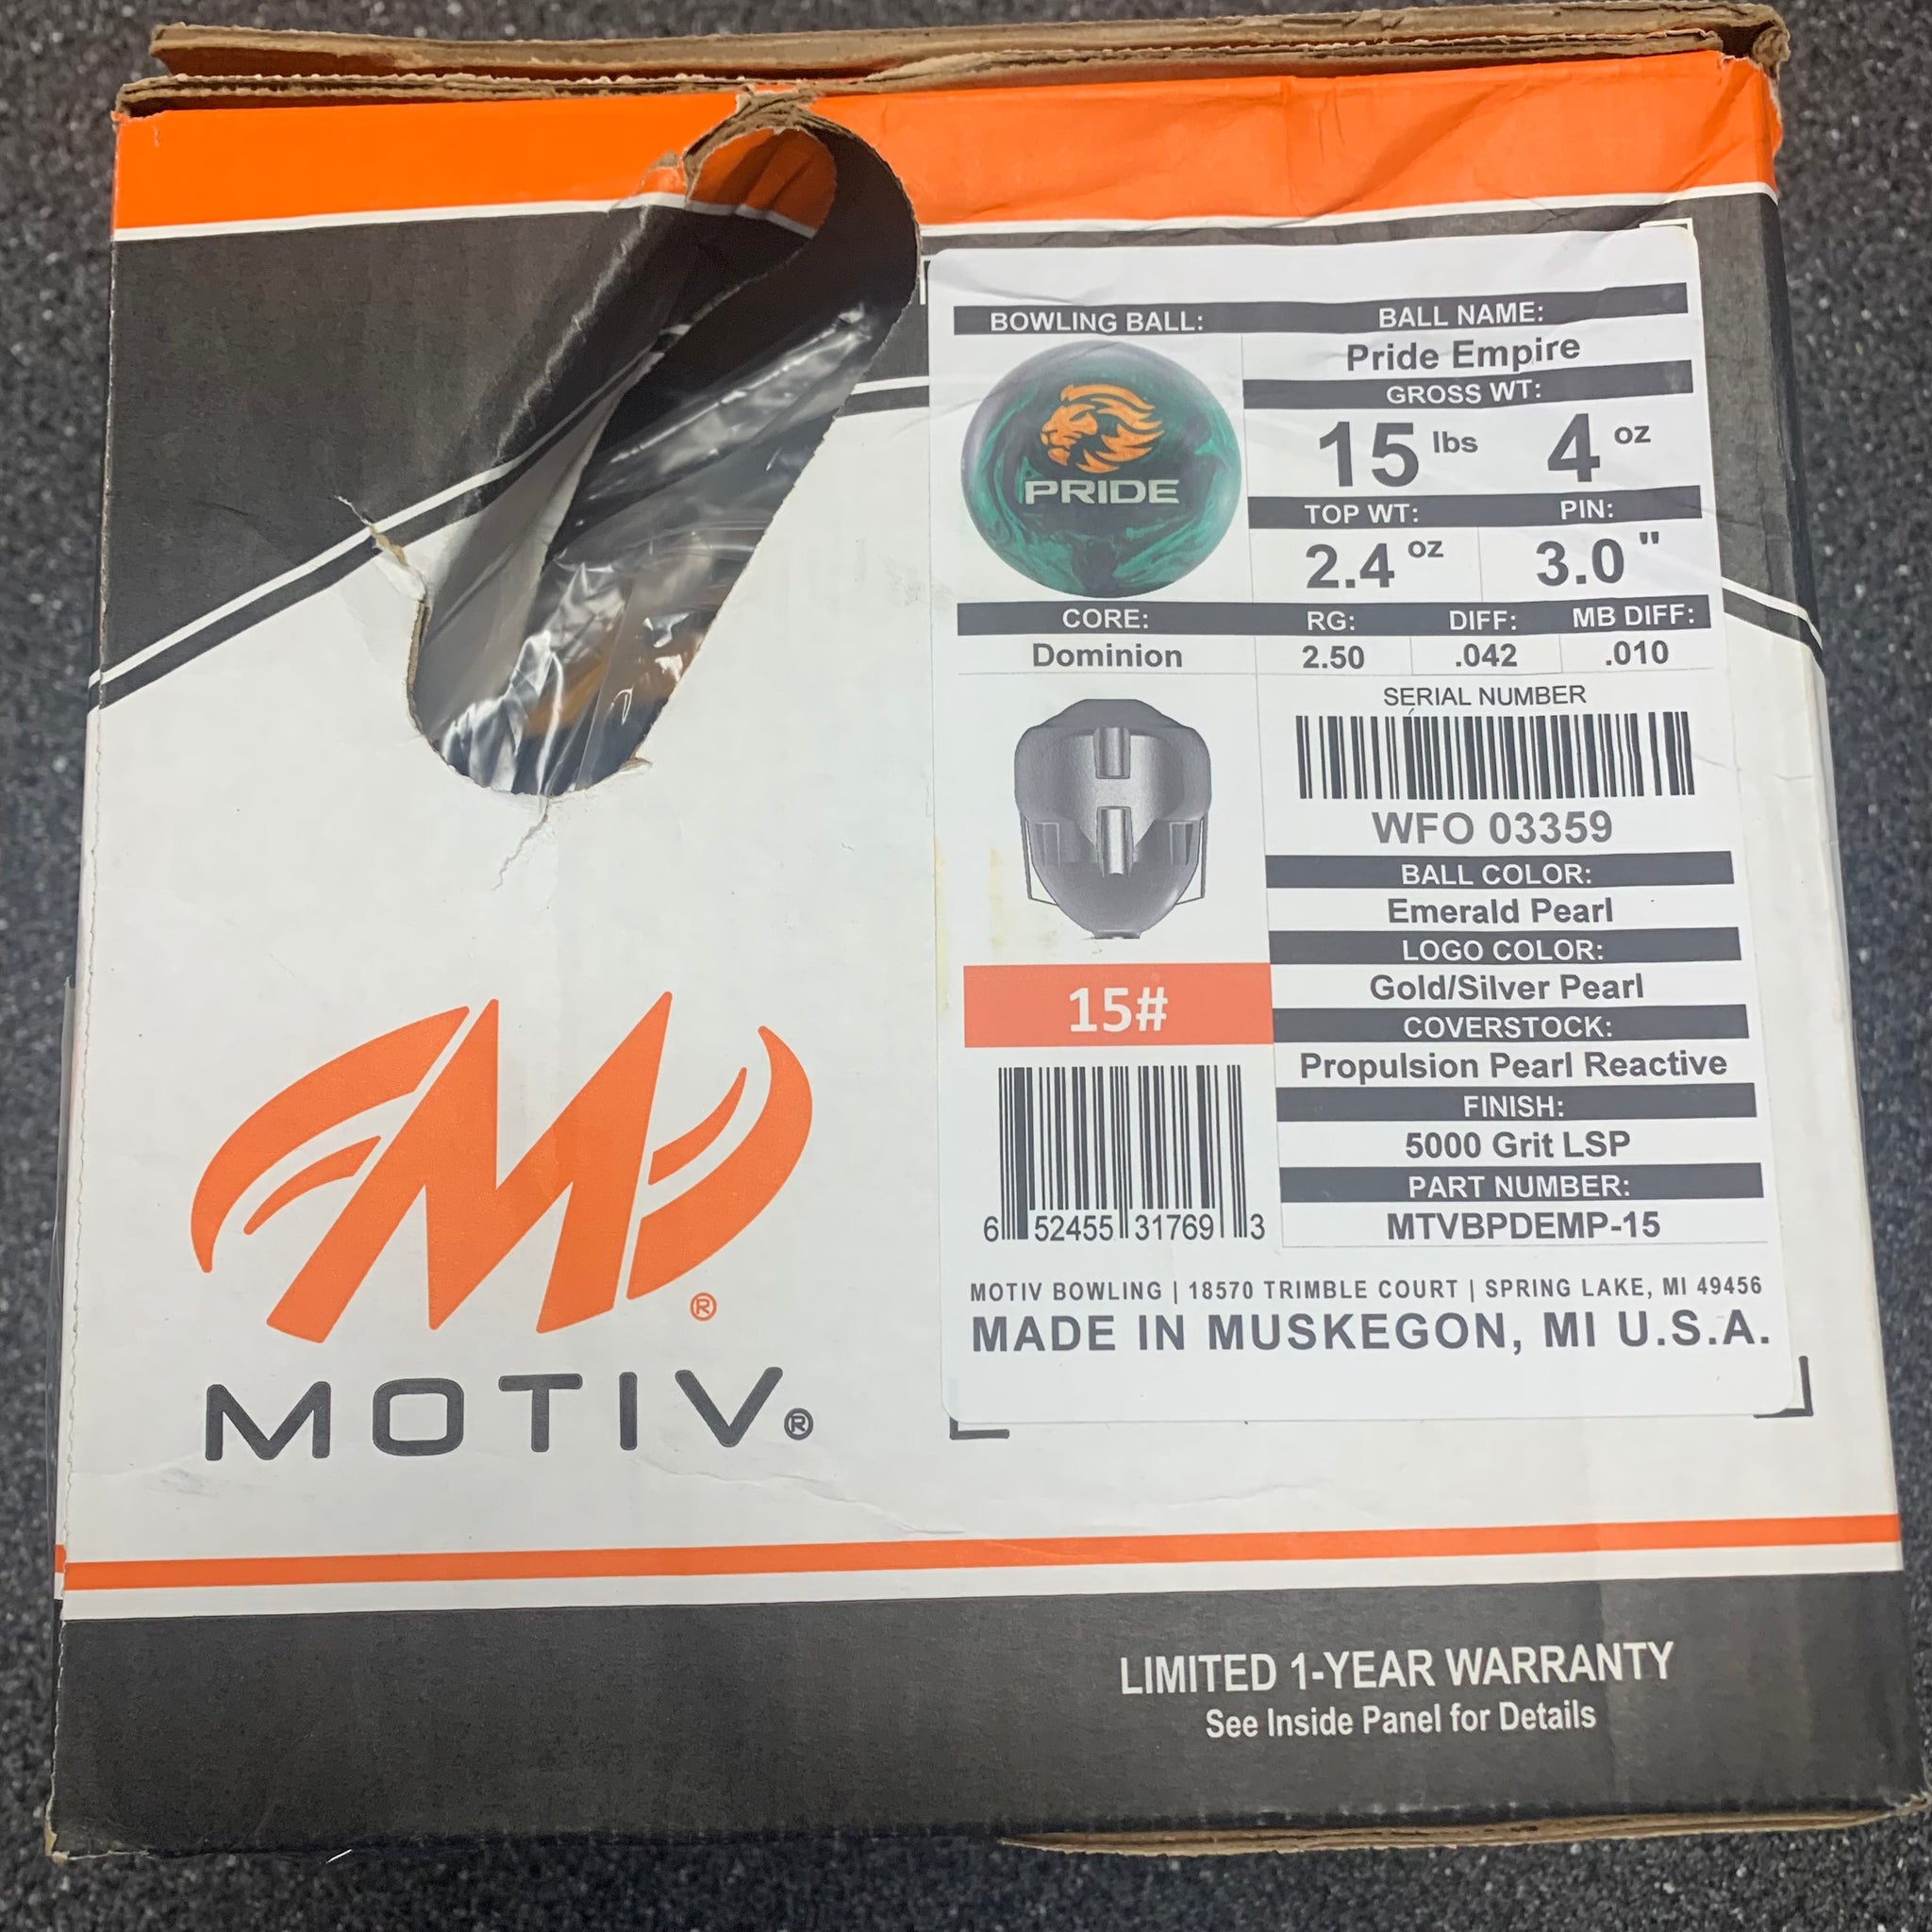 BOWLING BALL:
BALL NAME:
Pride Empire
GROSS WT:
15 lbs 4 oz
PRIDE
TOP WT: PIN:
2.4 oz 3.0 "
CORE: RG: DIFF: MB DIFF:
Dominion 2.50 .042 .010
SERIAL NUMBER
WFO 03359
BALL COLOR:
Emerald Pearl
LOGO COLOR:
Gold/Silver Pearl
15#
COVERSTOCK:
Propulsion Pearl Reactive
FINISH:
5000 Grit LSP
PART NUMBER:
MTVBPDEMP-15
6 52455 31769 3
MOTIV BOWLING | 18570 TRIMBLE COURT | SPRING LAKE, MI 49456
MADE IN MUSKEGON, MI U.S.A.
M®
MOTIV®
LIMITED 1-YEAR WARRANTY
See Inside Panel for Details